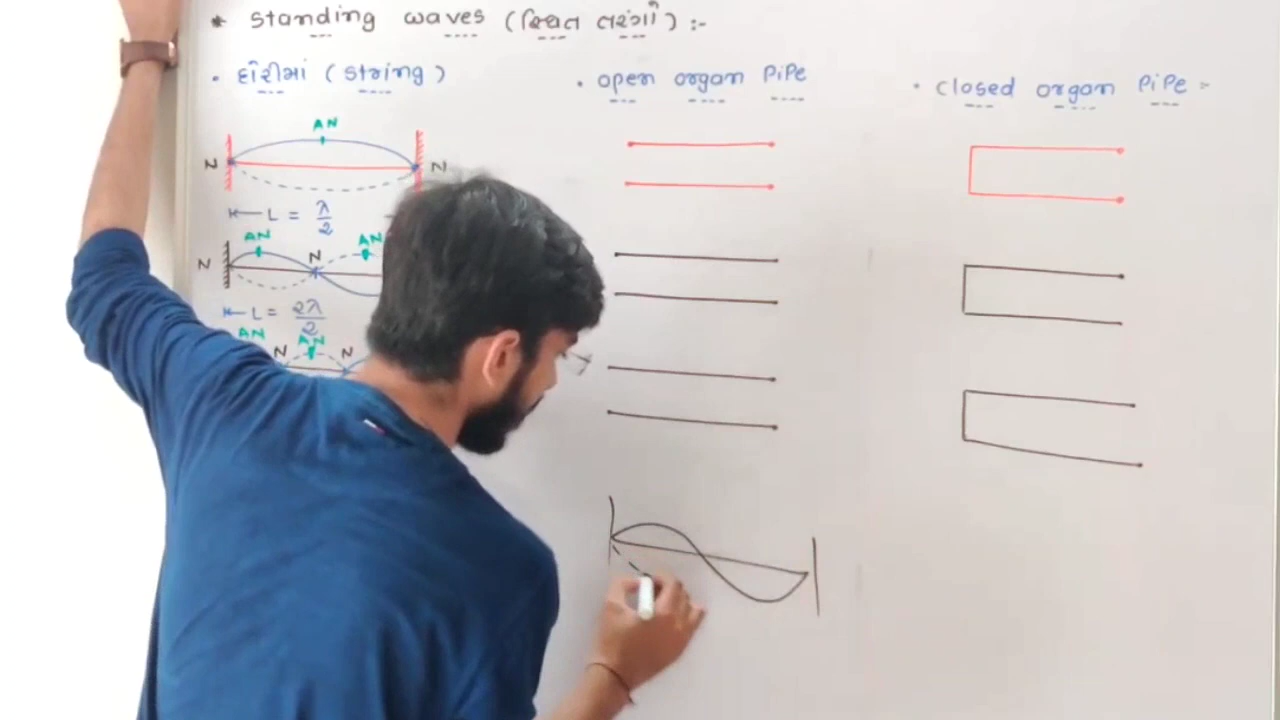 * Standing waves (સ્થિત તરંગો) :-
· દોરીમાં (string)
· open organ PiPe
· closed organ PiPe :-
AN
N
N
L = λ/2
AN
AN
N
N
L = 2λ/2
AN
AN
N
N